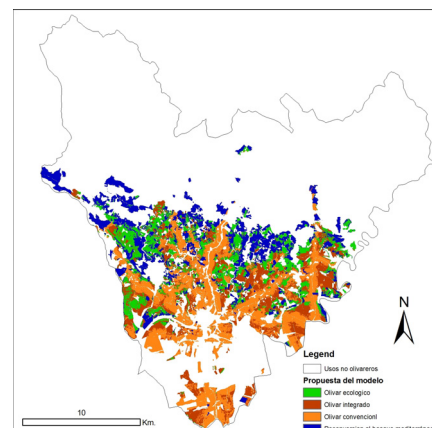 N
Legend
Usos no olivareros
Propuesta del modelo
Olivar ecologico
Olivar integrado
Olivar convencionl
10
Km.